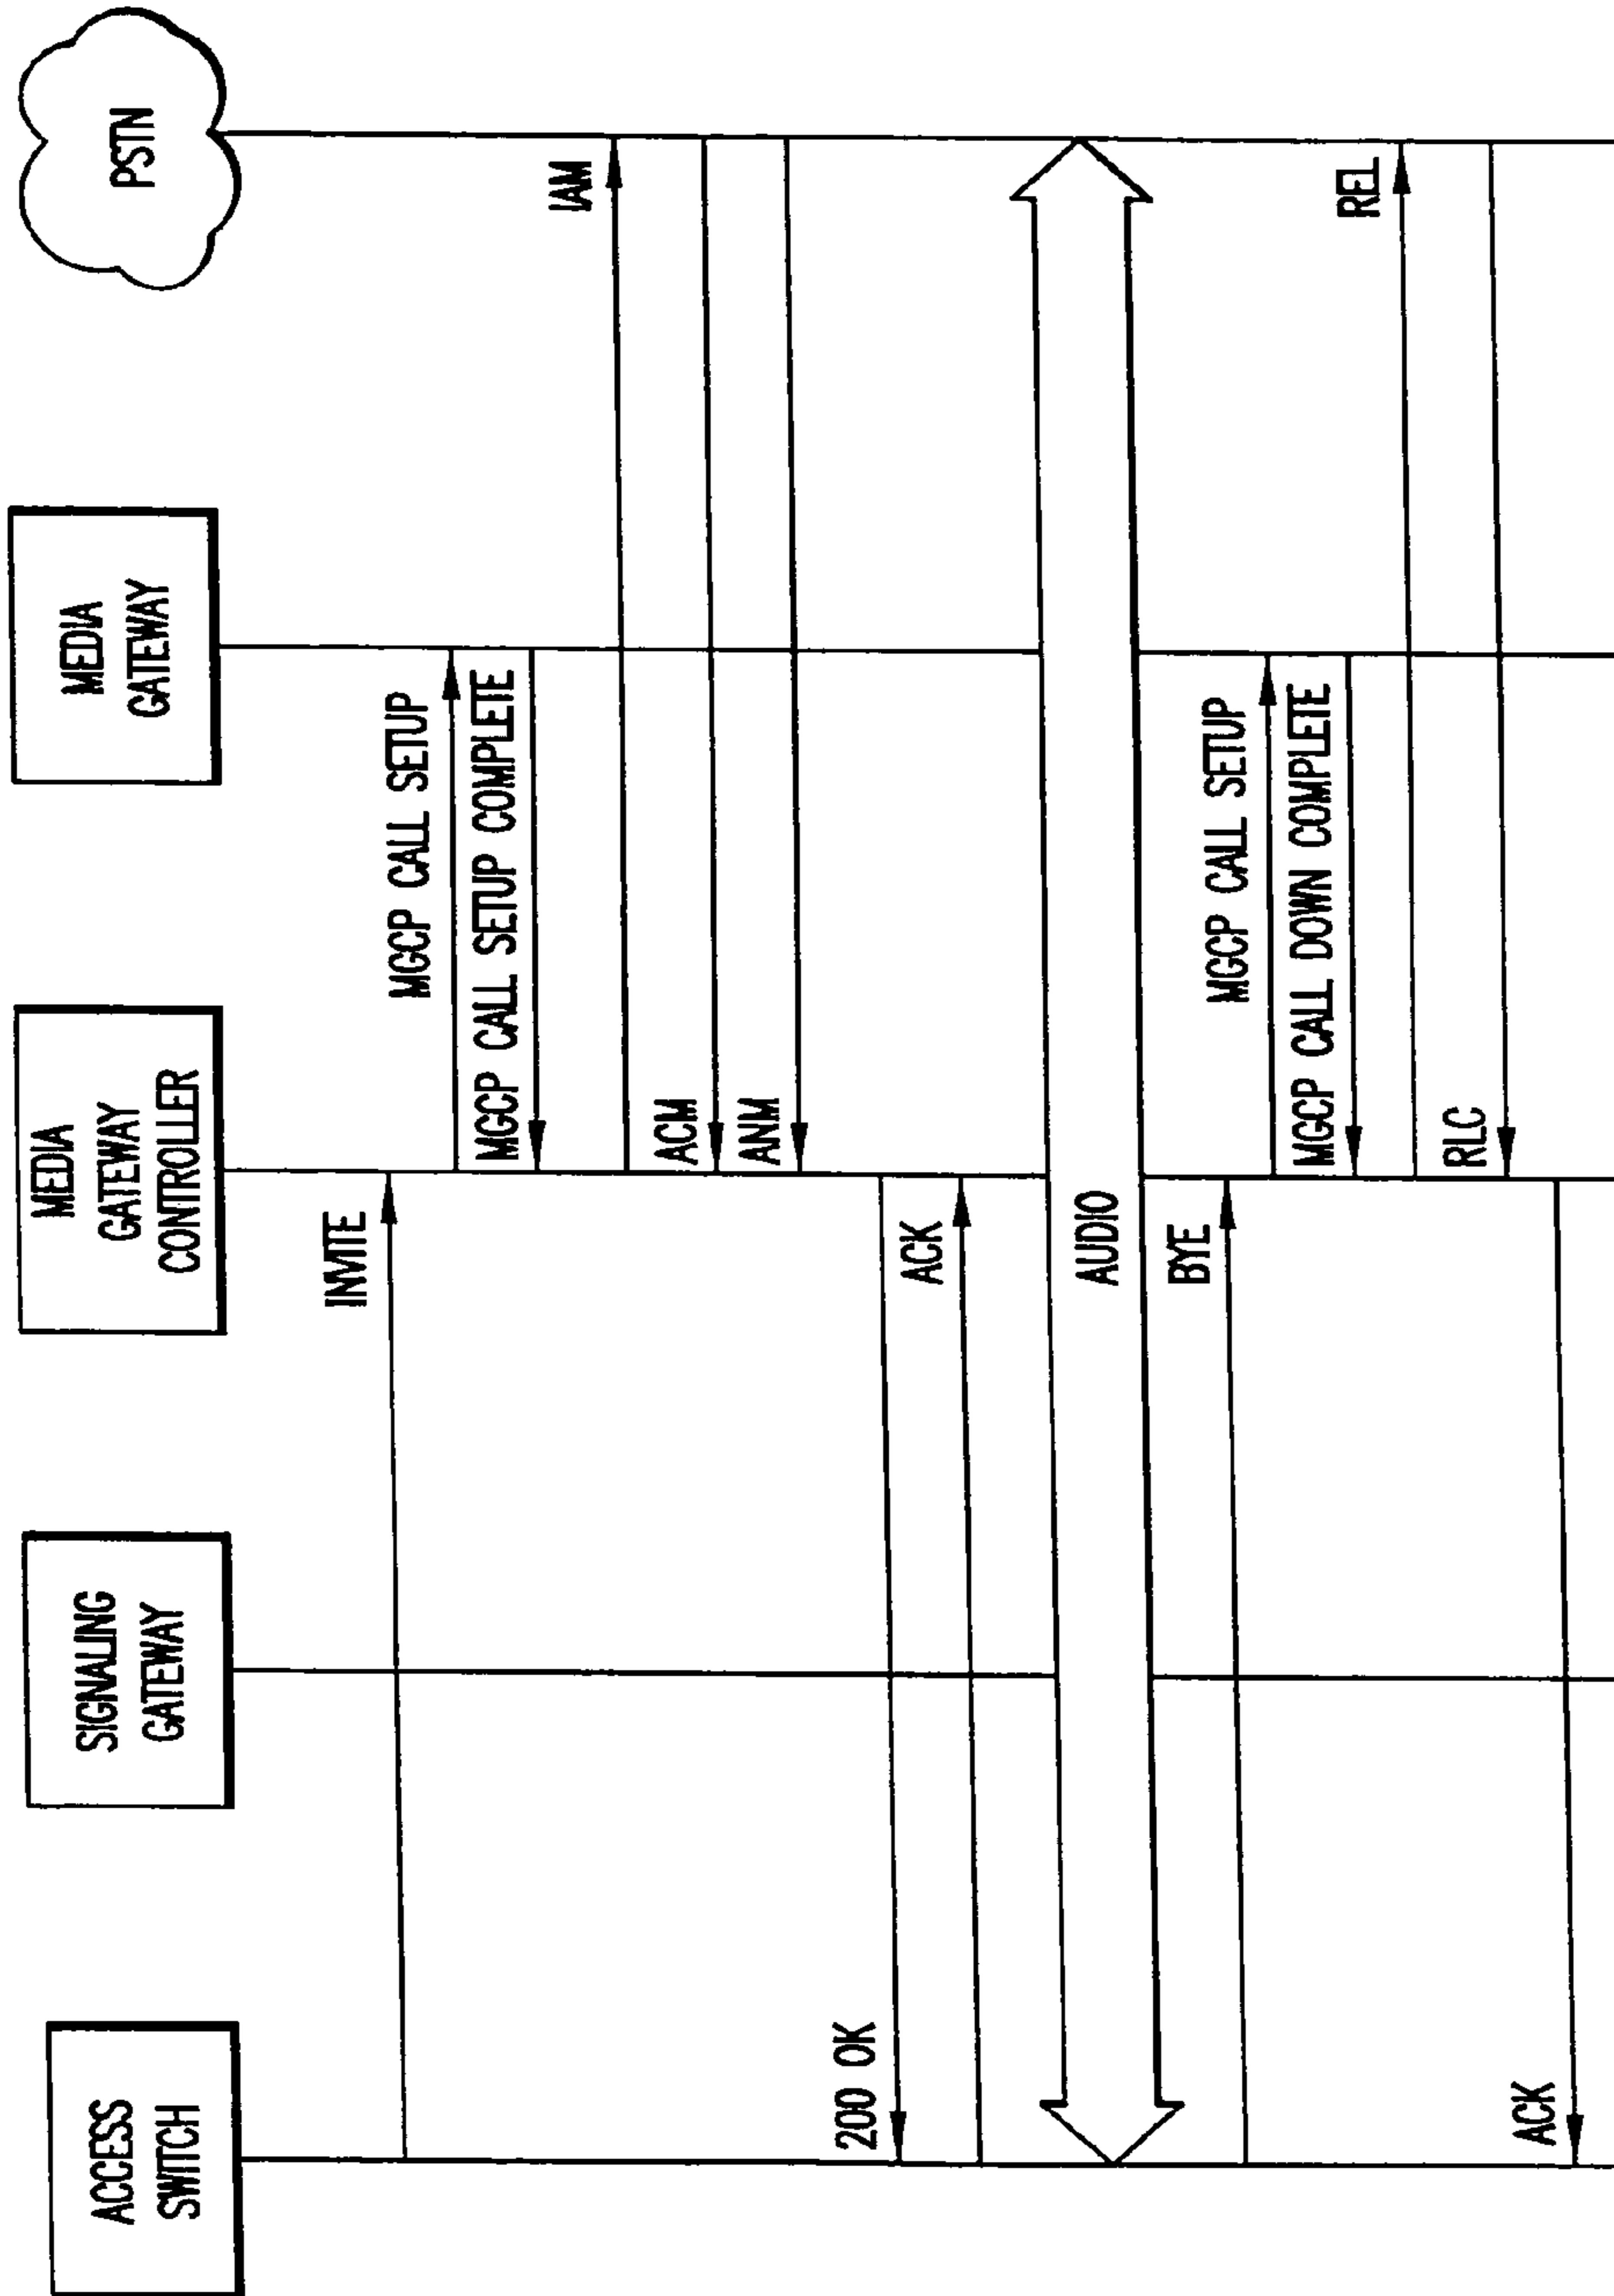 ACCESS
SWITCH
SIGNALING
GATEWAY
MEDIA
GATEWAY
CONTROLLER
MEDIA
GATEWAY
PSTN
INVITE
MGCP CALL SETUP
MGCP CALL SETUP COMPLETE
IAM
ACM
ANM
200 OK
ACK
AUDIO
BYE
MGCP CALL SETUP
MGCP CALL DOWN COMPLETE
REL
RLC
ACK